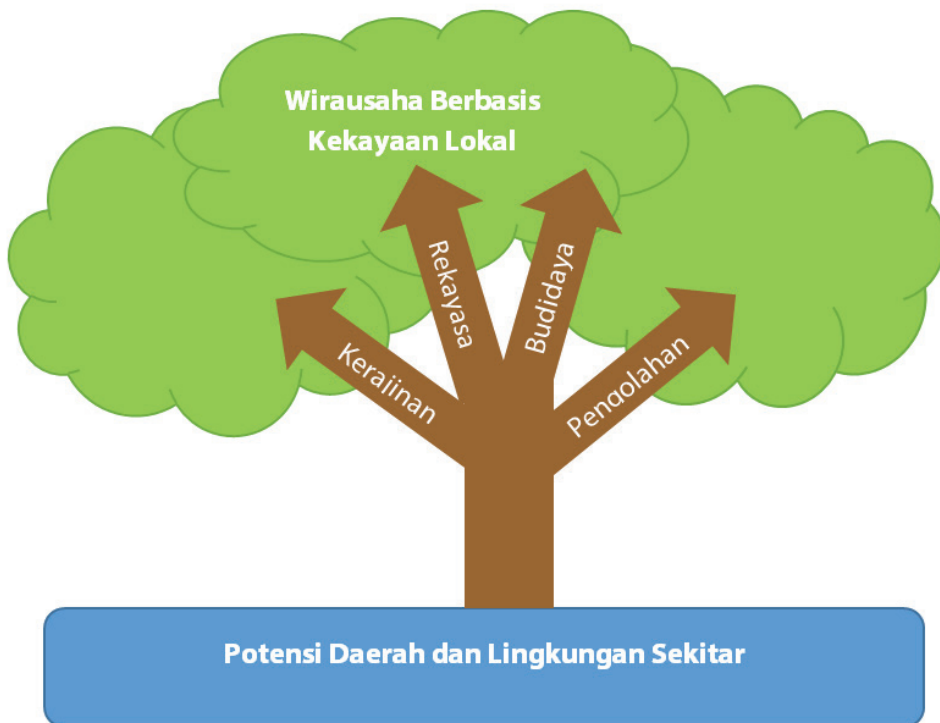 Wirausaha Berbasis
Kekayaan Lokal
Kerajinan
Rekayasa
Budidaya
Pengolahan
Potensi Daerah dan Lingkungan Sekitar